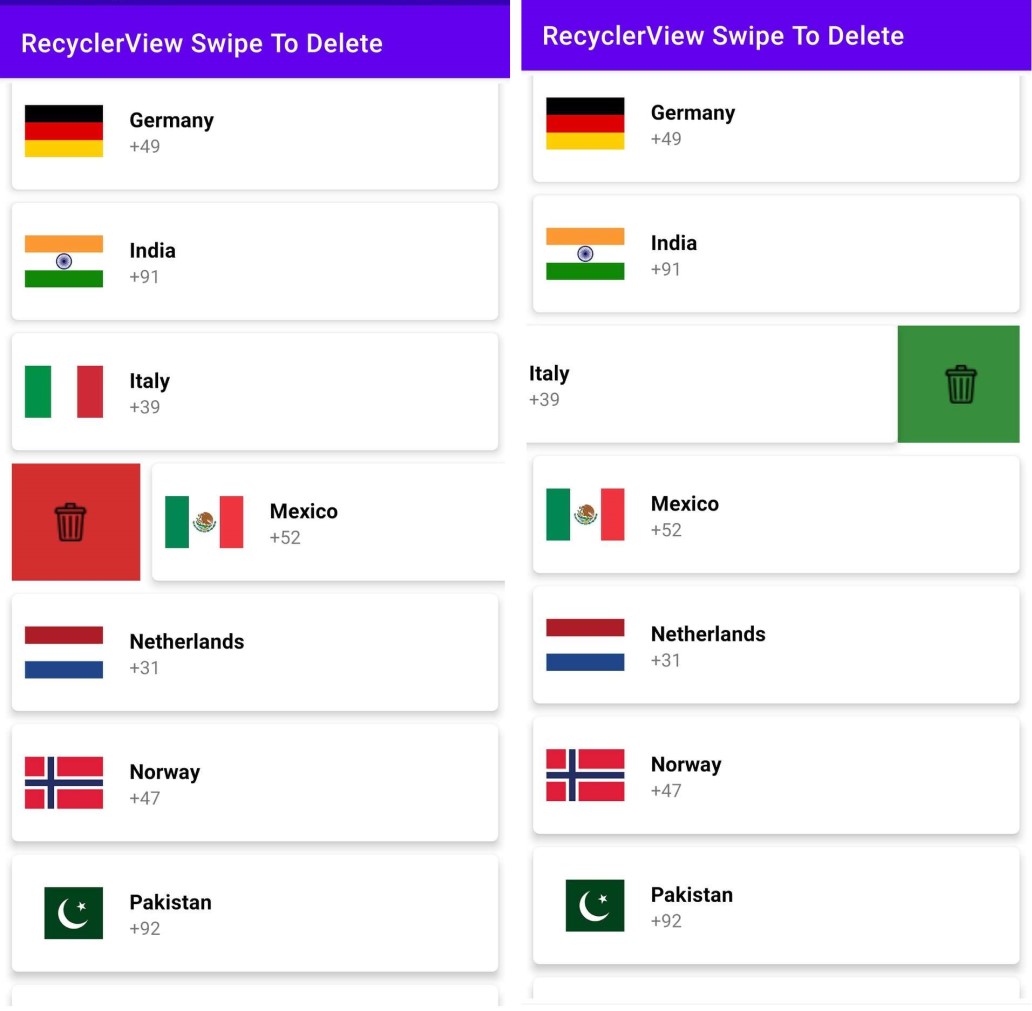 RecyclerView Swipe To Delete
Germany
+49
India
+91
Italy
+39
Mexico
+52
Netherlands
+31
Norway
+47
Pakistan
+92
RecyclerView Swipe To Delete
Germany
+49
India
+91
Italy
+39
Mexico
+52
Netherlands
+31
Norway
+47
Pakistan
+92